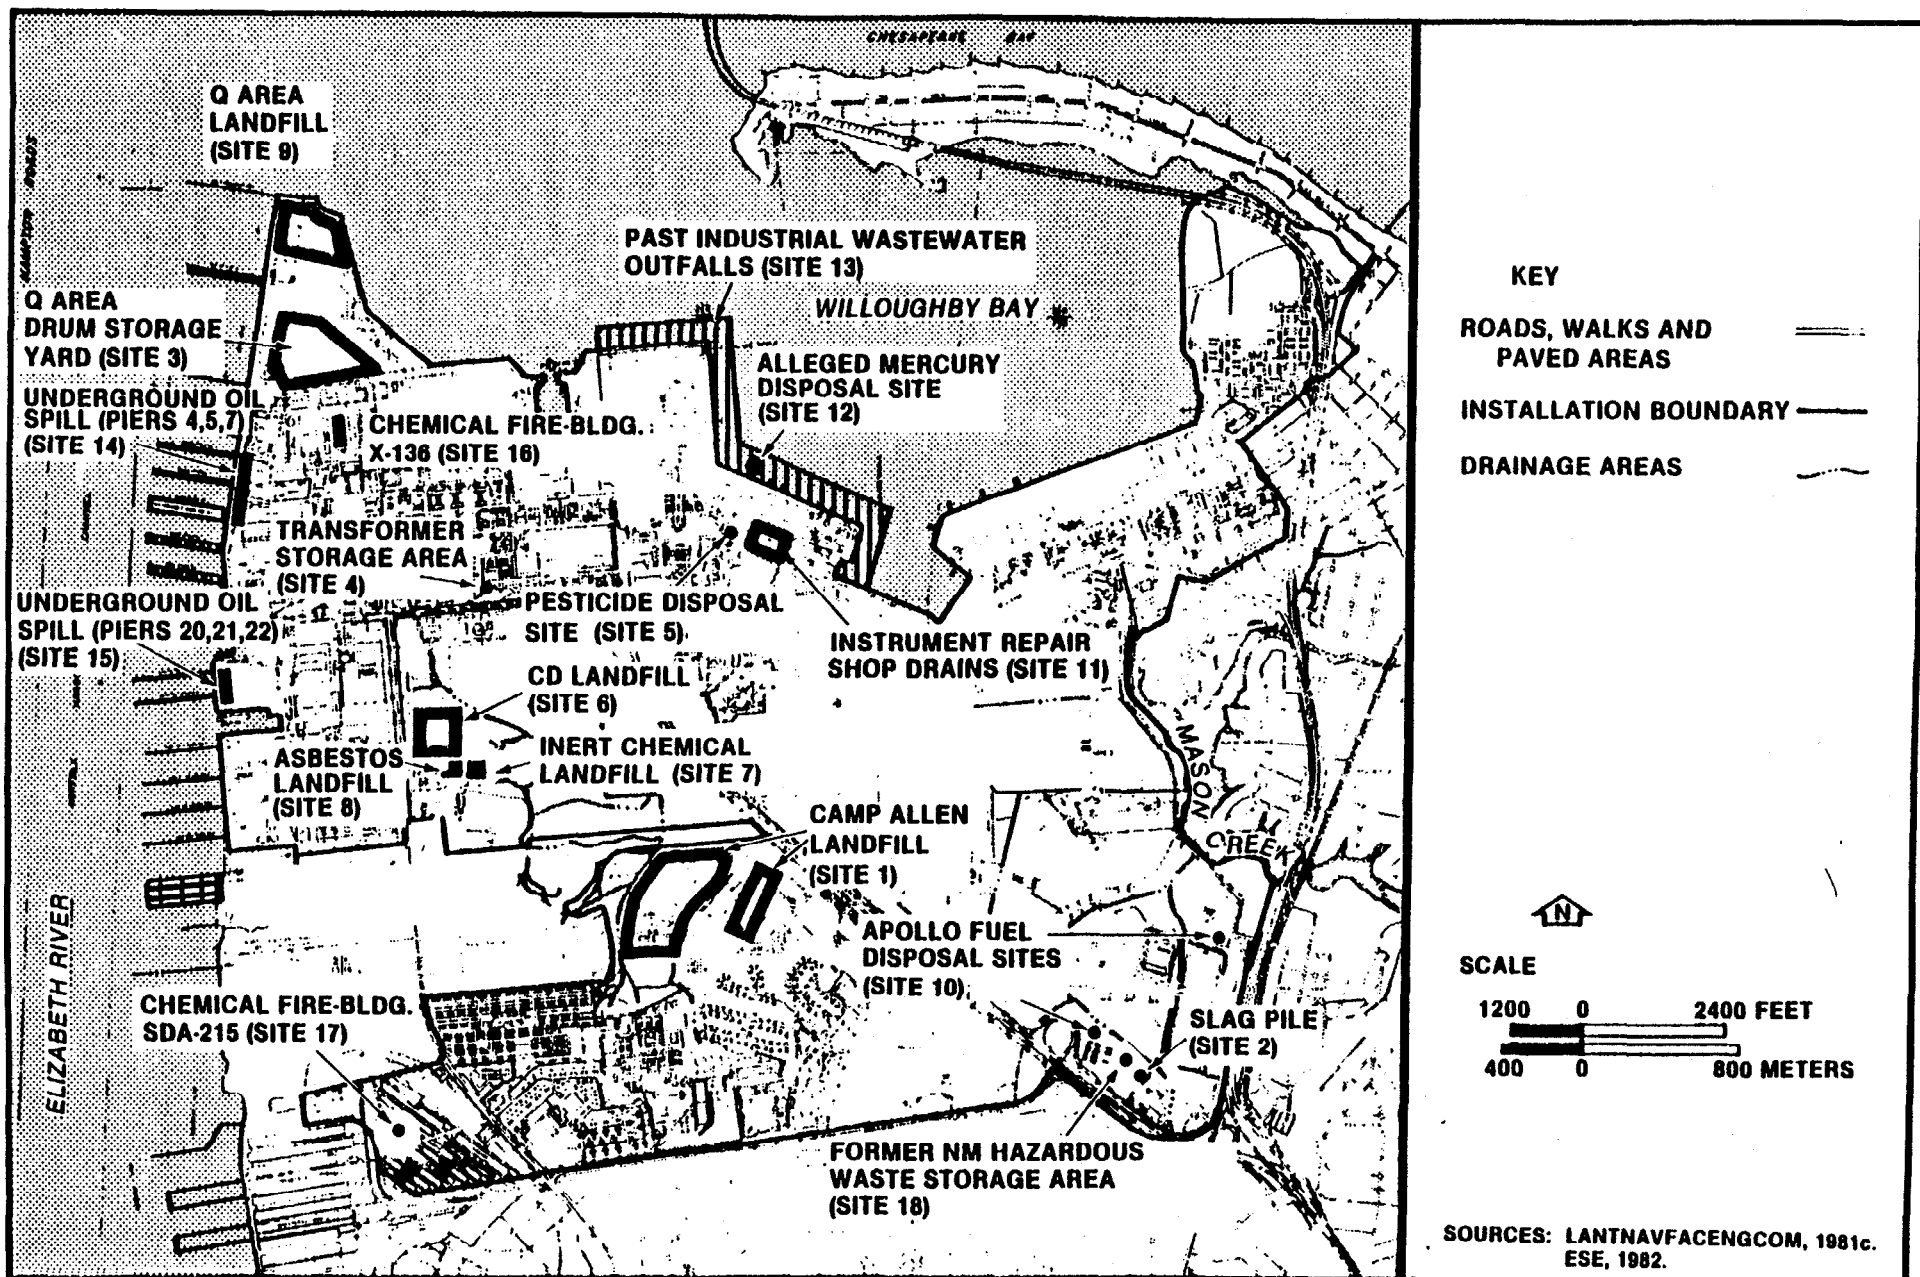 CHESAPEAKE BAY
HAMPTON ROADS
Q AREA
LANDFILL
(SITE 9)
PAST INDUSTRIAL WASTEWATER
OUTFALLS (SITE 13)
WILLOUGHBY BAY
Q AREA
DRUM STORAGE
YARD (SITE 3)
ALLEGED MERCURY
DISPOSAL SITE
(SITE 12)
UNDERGROUND OIL
SPILL (PIERS 4,5,7)
(SITE 14)
CHEMICAL FIRE-BLDG.
X-136 (SITE 16)
TRANSFORMER
STORAGE AREA
(SITE 4)
UNDERGROUND OIL
SPILL (PIERS 20,21,22)
(SITE 15)
PESTICIDE DISPOSAL
SITE (SITE 5)
INSTRUMENT REPAIR
SHOP DRAINS (SITE 11)
CD LANDFILL
(SITE 6)
INERT CHEMICAL
LANDFILL (SITE 7)
ASBESTOS
LANDFILL
(SITE 8)
MASON
CREEK
CAMP ALLEN
LANDFILL
(SITE 1)
APOLLO FUEL
DISPOSAL SITES
(SITE 10)
ELIZABETH RIVER
CHEMICAL FIRE-BLDG.
SDA-215 (SITE 17)
SLAG PILE
(SITE 2)
FORMER NM HAZARDOUS
WASTE STORAGE AREA
(SITE 18)
KEY
ROADS, WALKS AND
PAVED AREAS
INSTALLATION BOUNDARY
DRAINAGE AREAS
N
SCALE
1200 0 2400 FEET
400 0 800 METERS
SOURCES: LANTNAVFACENGCOM, 1981c.
ESE, 1982.